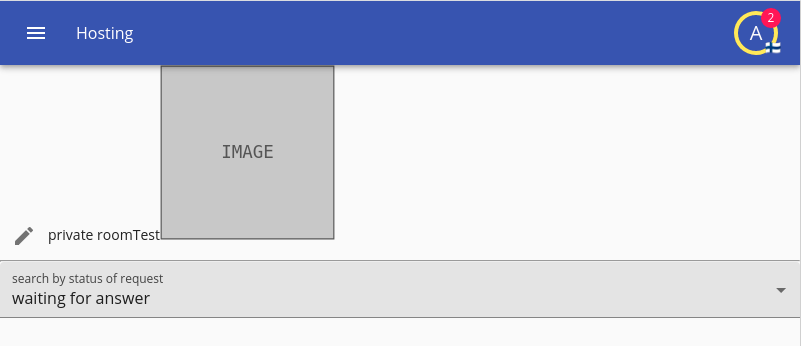 Hosting
A
2
IMAGE
private roomTest
search by status of request
waiting for answer